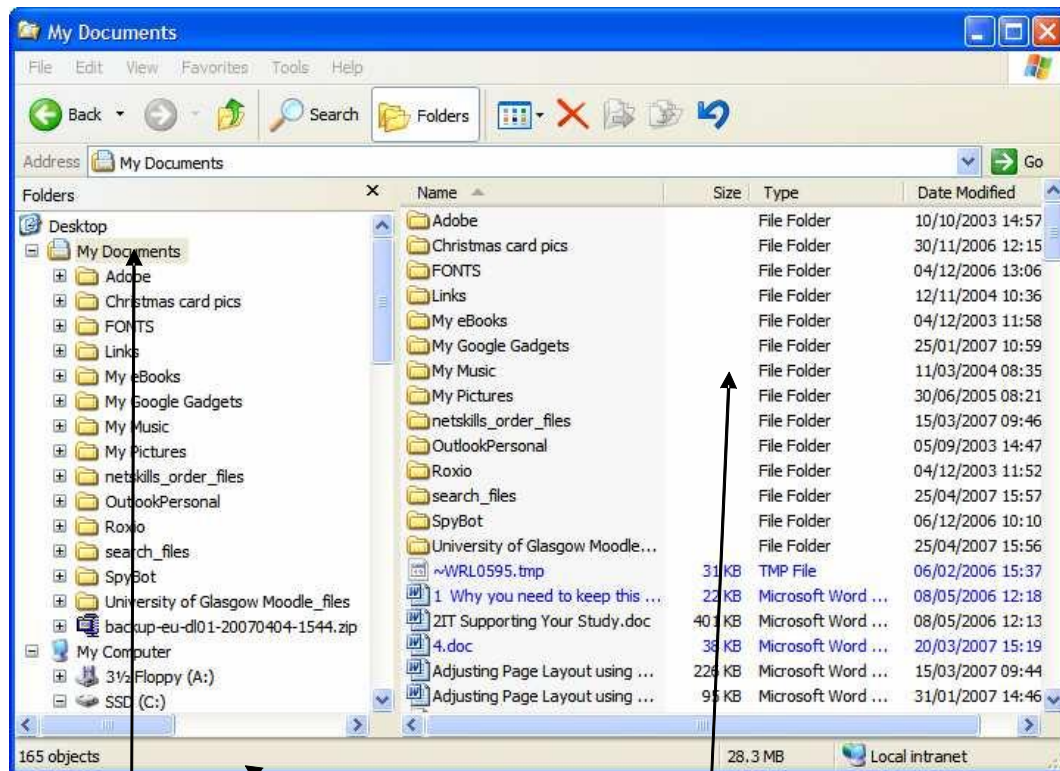 My Documents
File Edit View Favorites Tools Help
Back Search Folders
Address My Documents Go
Folders
Desktop
My Documents
Adobe
Christmas card pics
FONTS
Links
My eBooks
My Google Gadgets
My Music
My Pictures
netskills_order_files
OutlookPersonal
Roxio
search_files
SpyBot
University of Glasgow Moodle_files
backup-eu-dl01-20070404-1544.zip
My Computer
3½ Floppy (A:)
SSD (C:)
Name Size Type Date Modified
Adobe File Folder 10/10/2003 14:57
Christmas card pics File Folder 30/11/2006 12:15
FONTS File Folder 04/12/2006 13:06
Links File Folder 12/11/2004 10:36
My eBooks File Folder 04/12/2003 11:58
My Google Gadgets File Folder 25/01/2007 10:59
My Music File Folder 11/03/2004 08:35
My Pictures File Folder 30/06/2005 08:21
netskills_order_files File Folder 15/03/2007 09:46
OutlookPersonal File Folder 05/09/2003 14:47
Roxio File Folder 04/12/2003 11:52
search_files File Folder 25/04/2007 15:57
SpyBot File Folder 06/12/2006 10:10
University of Glasgow Moodle... File Folder 25/04/2007 15:56
~WRL0595.tmp 31 KB TMP File 06/02/2006 15:37
1 Why you need to keep this ... 22 KB Microsoft Word ... 08/05/2006 12:18
2IT Supporting Your Study.doc 401 KB Microsoft Word ... 08/05/2006 12:13
4.doc 38 KB Microsoft Word ... 20/03/2007 15:19
Adjusting Page Layout using ... 226 KB Microsoft Word ... 15/03/2007 09:44
Adjusting Page Layout using ... 95 KB Microsoft Word ... 31/01/2007 14:46
165 objects 28.3 MB Local intranet